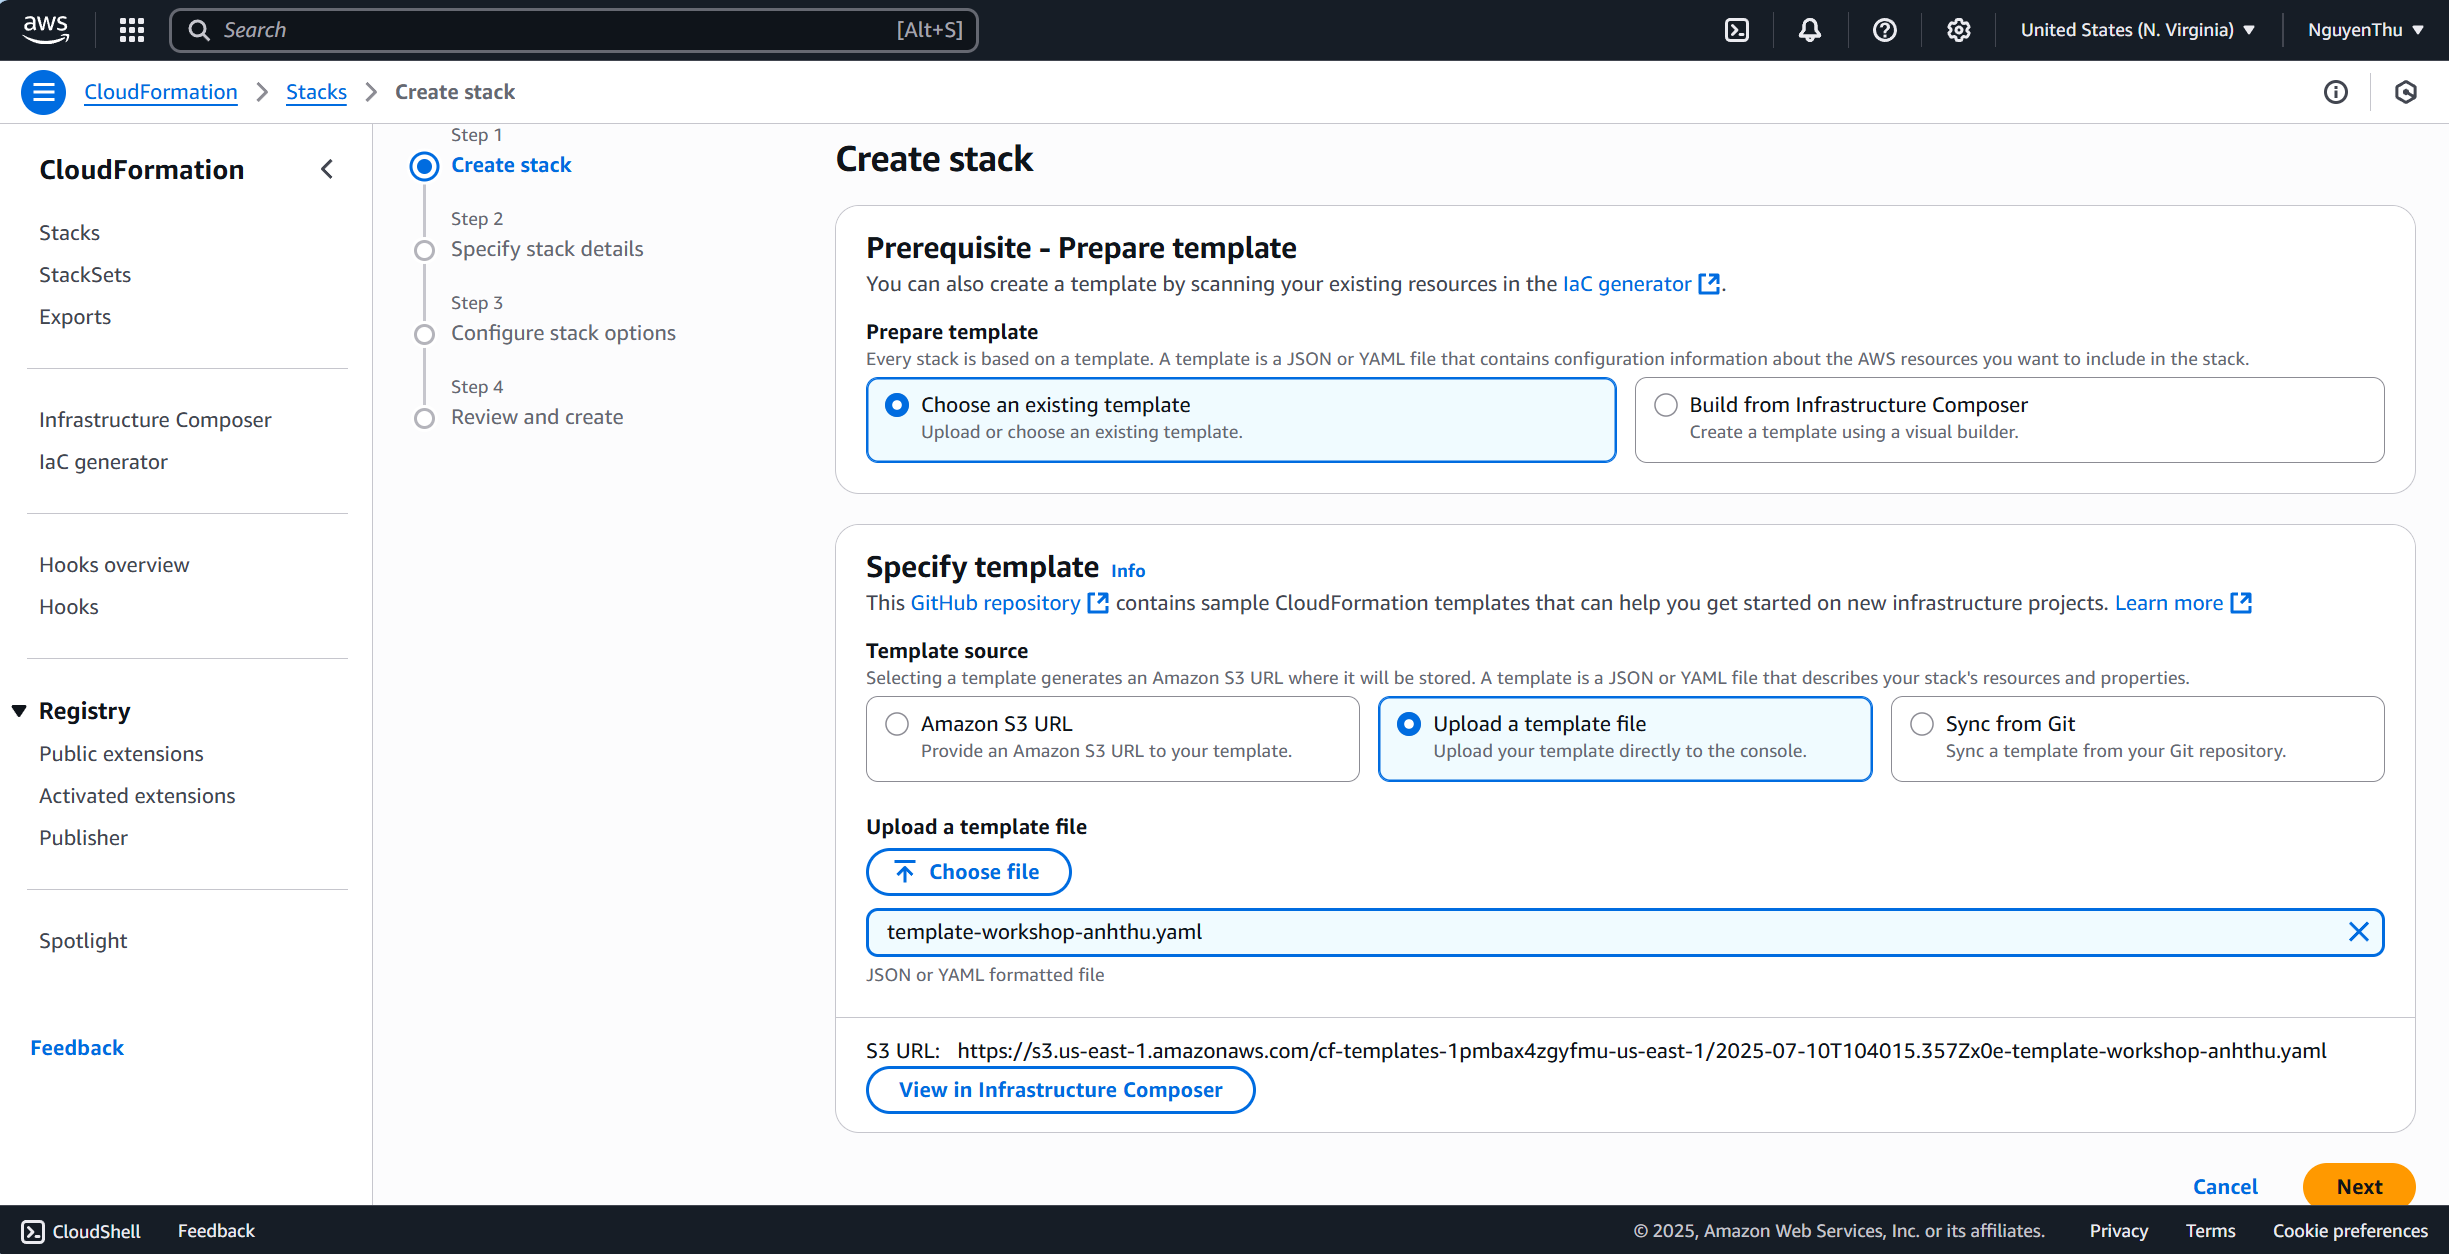 aws
Search [Alt+S]
United States (N. Virginia)
NguyenThu
CloudFormation
Stacks
Create stack
CloudFormation
Stacks
StackSets
Exports
Infrastructure Composer
IaC generator
Hooks overview
Hooks
Registry
Public extensions
Activated extensions
Publisher
Spotlight
Feedback
Step 1
Create stack
Step 2
Specify stack details
Step 3
Configure stack options
Step 4
Review and create
Create stack
Prerequisite - Prepare template
You can also create a template by scanning your existing resources in the IaC generator.
Prepare template
Every stack is based on a template. A template is a JSON or YAML file that contains configuration information about the AWS resources you want to include in the stack.
Choose an existing template
Upload or choose an existing template.
Build from Infrastructure Composer
Create a template using a visual builder.
Specify template Info
This GitHub repository contains sample CloudFormation templates that can help you get started on new infrastructure projects. Learn more
Template source
Selecting a template generates an Amazon S3 URL where it will be stored. A template is a JSON or YAML file that describes your stack's resources and properties.
Amazon S3 URL
Provide an Amazon S3 URL to your template.
Upload a template file
Upload your template directly to the console.
Sync from Git
Sync a template from your Git repository.
Upload a template file
Choose file
template-workshop-anhthu.yaml
JSON or YAML formatted file
S3 URL: https://s3.us-east-1.amazonaws.com/cf-templates-1pmbax4zgyfmu-us-east-1/2025-07-10T104015.357Zx0e-template-workshop-anhthu.yaml
View in Infrastructure Composer
Cancel
Next
CloudShell
Feedback
© 2025, Amazon Web Services, Inc. or its affiliates.
Privacy
Terms
Cookie preferences